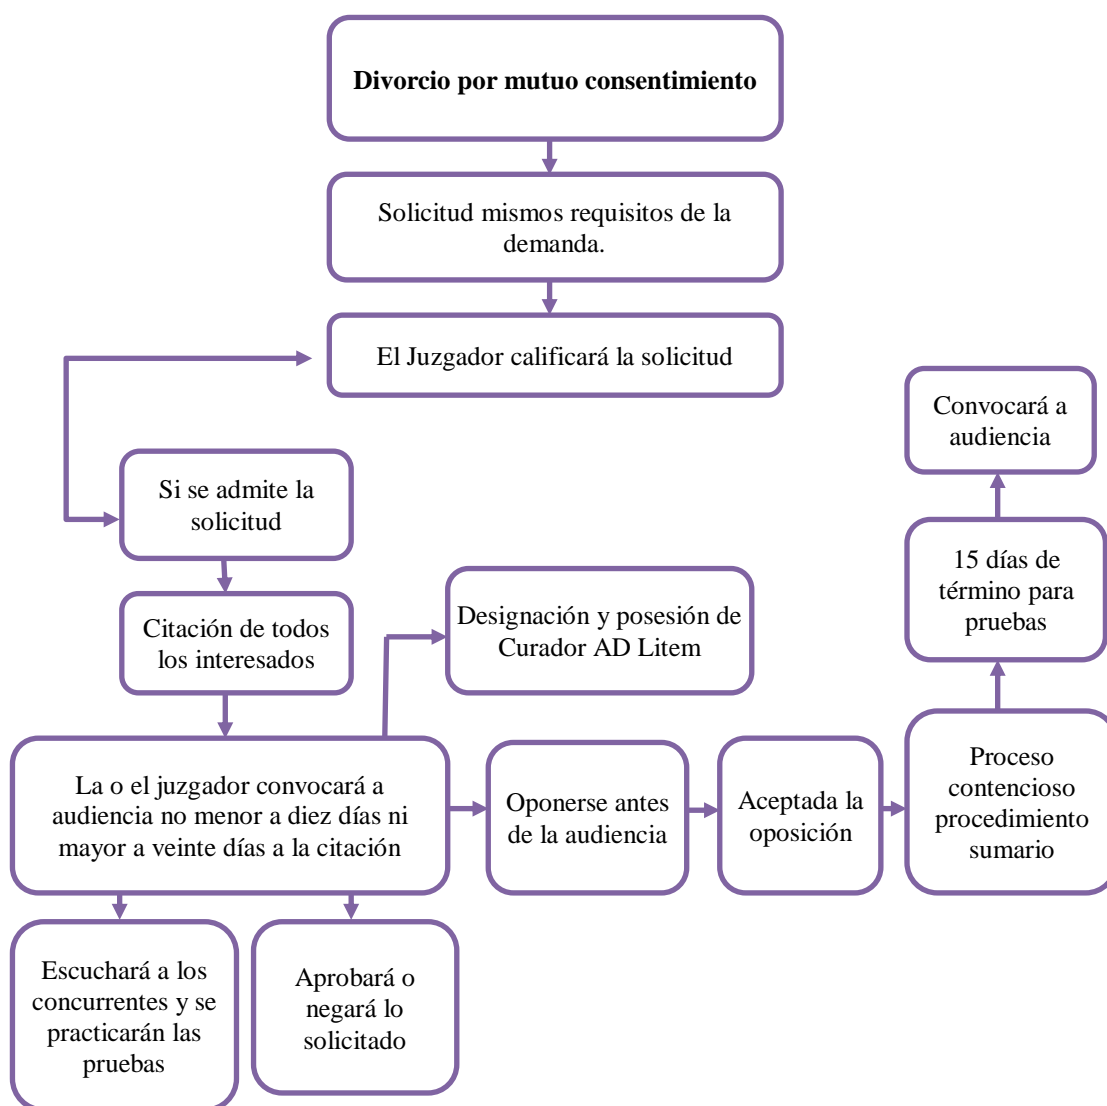 Divorcio por mutuo consentimiento
Solicitud mismos requisitos de la
demanda.
El Juzgador calificará la solicitud
Si se admite la
solicitud
Citación de todos
los interesados
Designación y posesión de
Curador AD Litem
La o el juzgador convocará a
audiencia no menor a diez días ni
mayor a veinte días a la citación
Oponerse antes
de la audiencia
Aceptada la
oposición
Proceso
contencioso
procedimiento
sumario
15 días de
término para
pruebas
Convocará a
audiencia
Escuchará a los
concurrentes y se
practicarán las
pruebas
Aprobará o
negará lo
solicitado